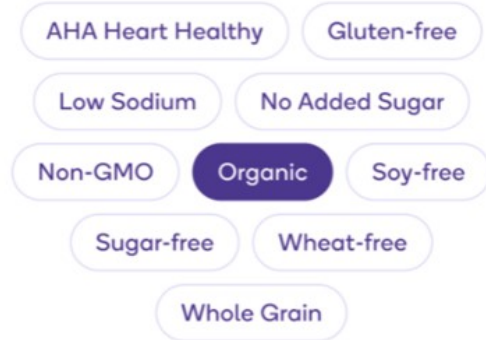 AHA Heart Healthy Gluten-free
Low Sodium No Added Sugar
Non-GMO Organic Soy-free
Sugar-free Wheat-free
Whole Grain